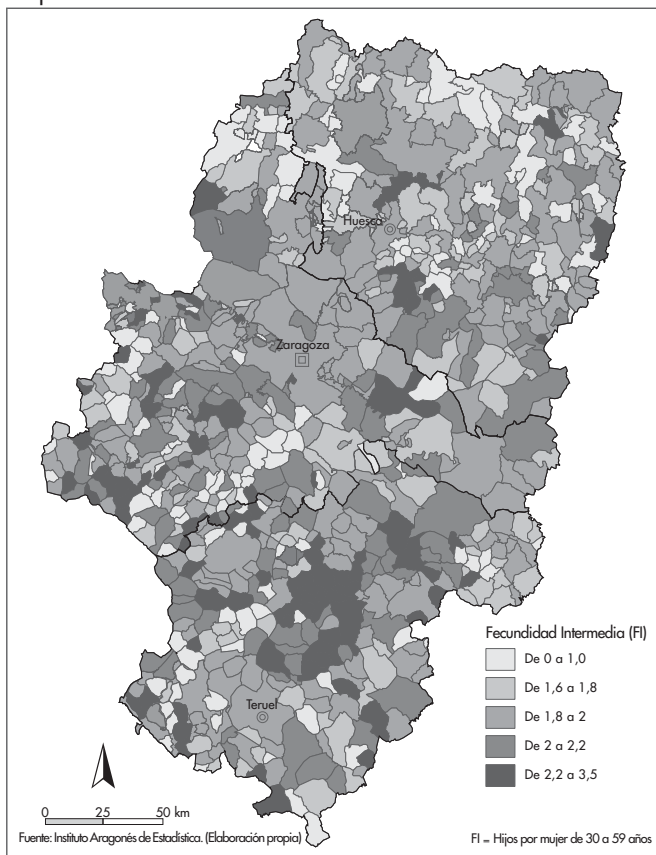 Huesca
Zaragoza
Teruel
Fecundidad Intermedia (FI)
De 0 a 1,0
De 1,6 a 1,8
De 1,8 a 2
De 2 a 2,2
De 2,2 a 3,5
0 25 50 km
Fuente: Instituto Aragonés de Estadística. (Elaboración propia)
FI = Hijos por mujer de 30 a 59 años